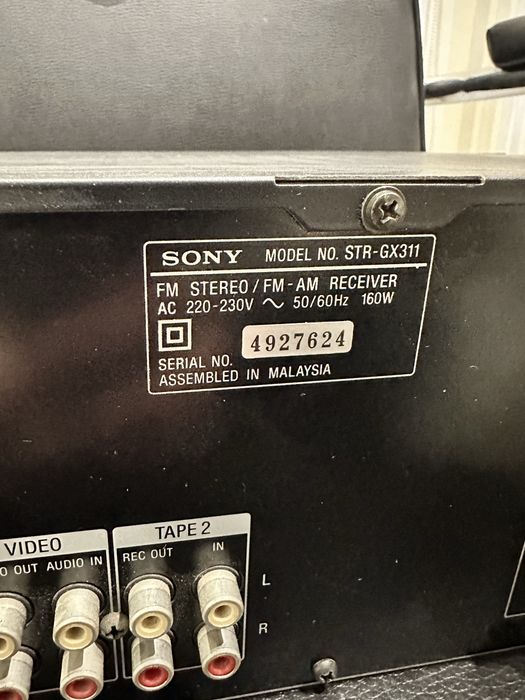 SONY MODEL NO. STR-GX311
FM STEREO / FM-AM RECEIVER
AC 220-230V ~ 50/60Hz 160W
4927624
SERIAL NO.
ASSEMBLED IN MALAYSIA
VIDEO
O OUT AUDIO IN
TAPE 2
REC OUT IN
L
R